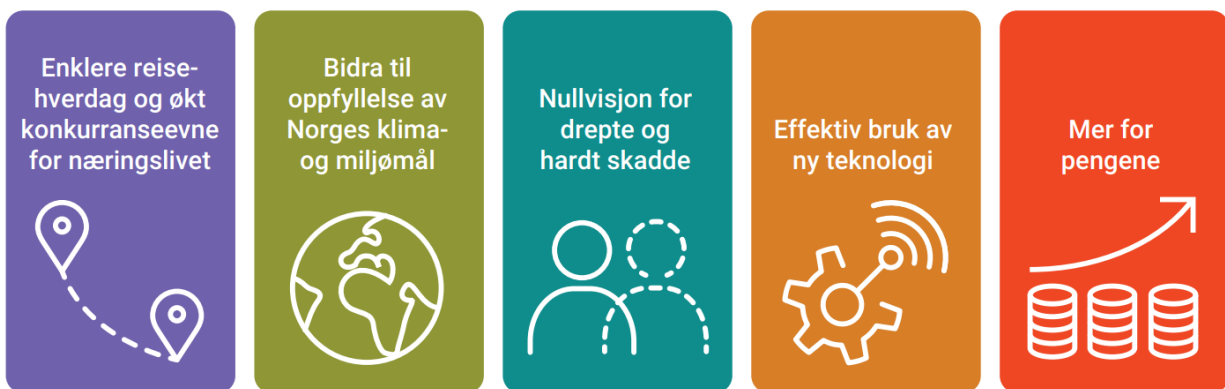 Enklere reise-
hverdag og økt
konkurranseevne
for næringslivet
Bidra til
oppfyllelse av
Norges klima-
og miljømål
Nullvisjon for
drepte og
hardt skadde
Effektiv bruk av
ny teknologi
Mer for
pengene